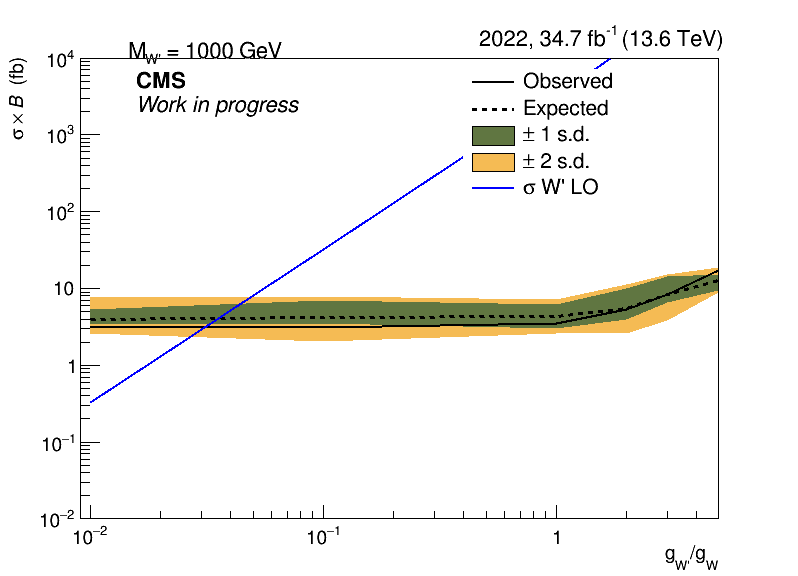 2022, 34.7 fb⁻¹ (13.6 TeV)
M_W' = 1000 GeV
CMS
Work in progress
Observed
Expected
± 1 s.d.
± 2 s.d.
σ W' LO
σ × B (fb)
10⁴
10³
10²
10
1
10⁻¹
10⁻²
10⁻² 10⁻¹ 1
g_W'/g_W